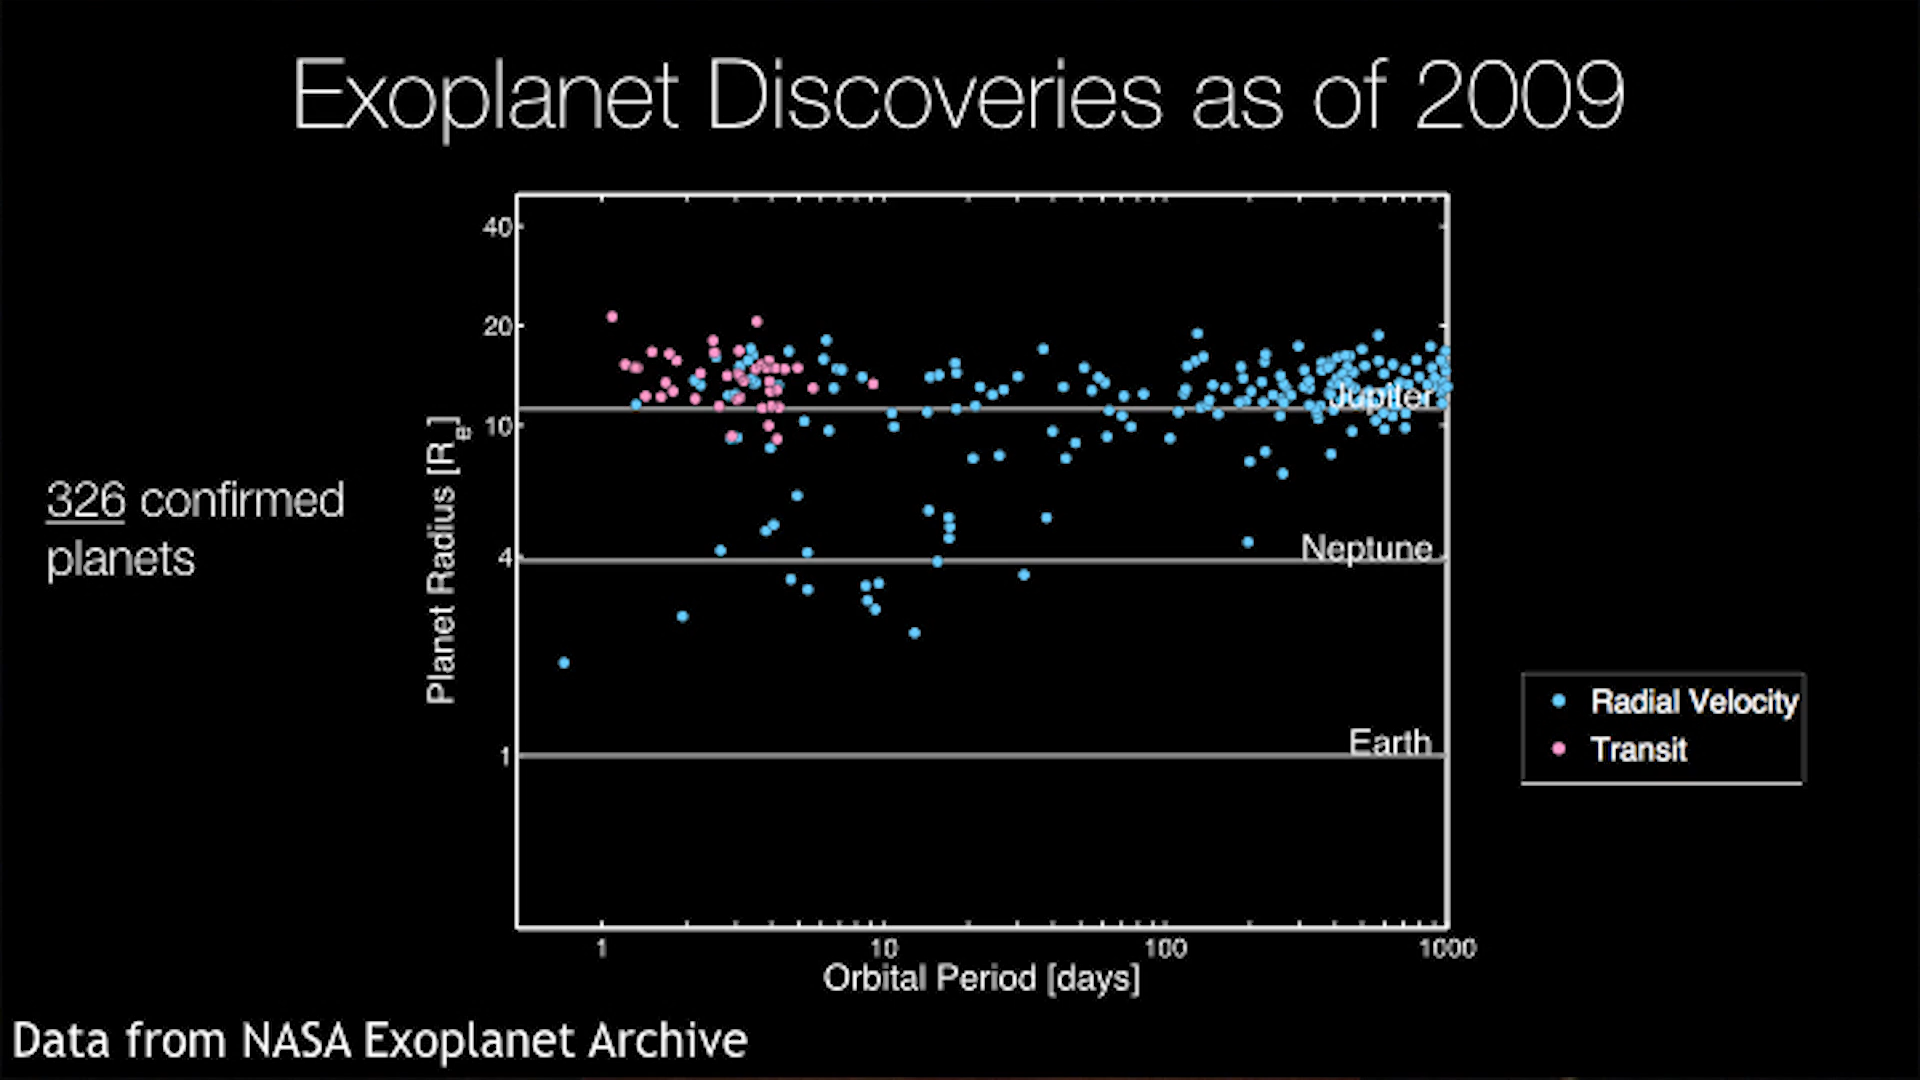 Exoplanet Discoveries as of 2009
326 confirmed
planets
Planet Radius [Re]
40
20
10
4
1
Jupiter
Neptune
Earth
1 10 100 1000
Orbital Period [days]
Radial Velocity
Transit
Data from NASA Exoplanet Archive